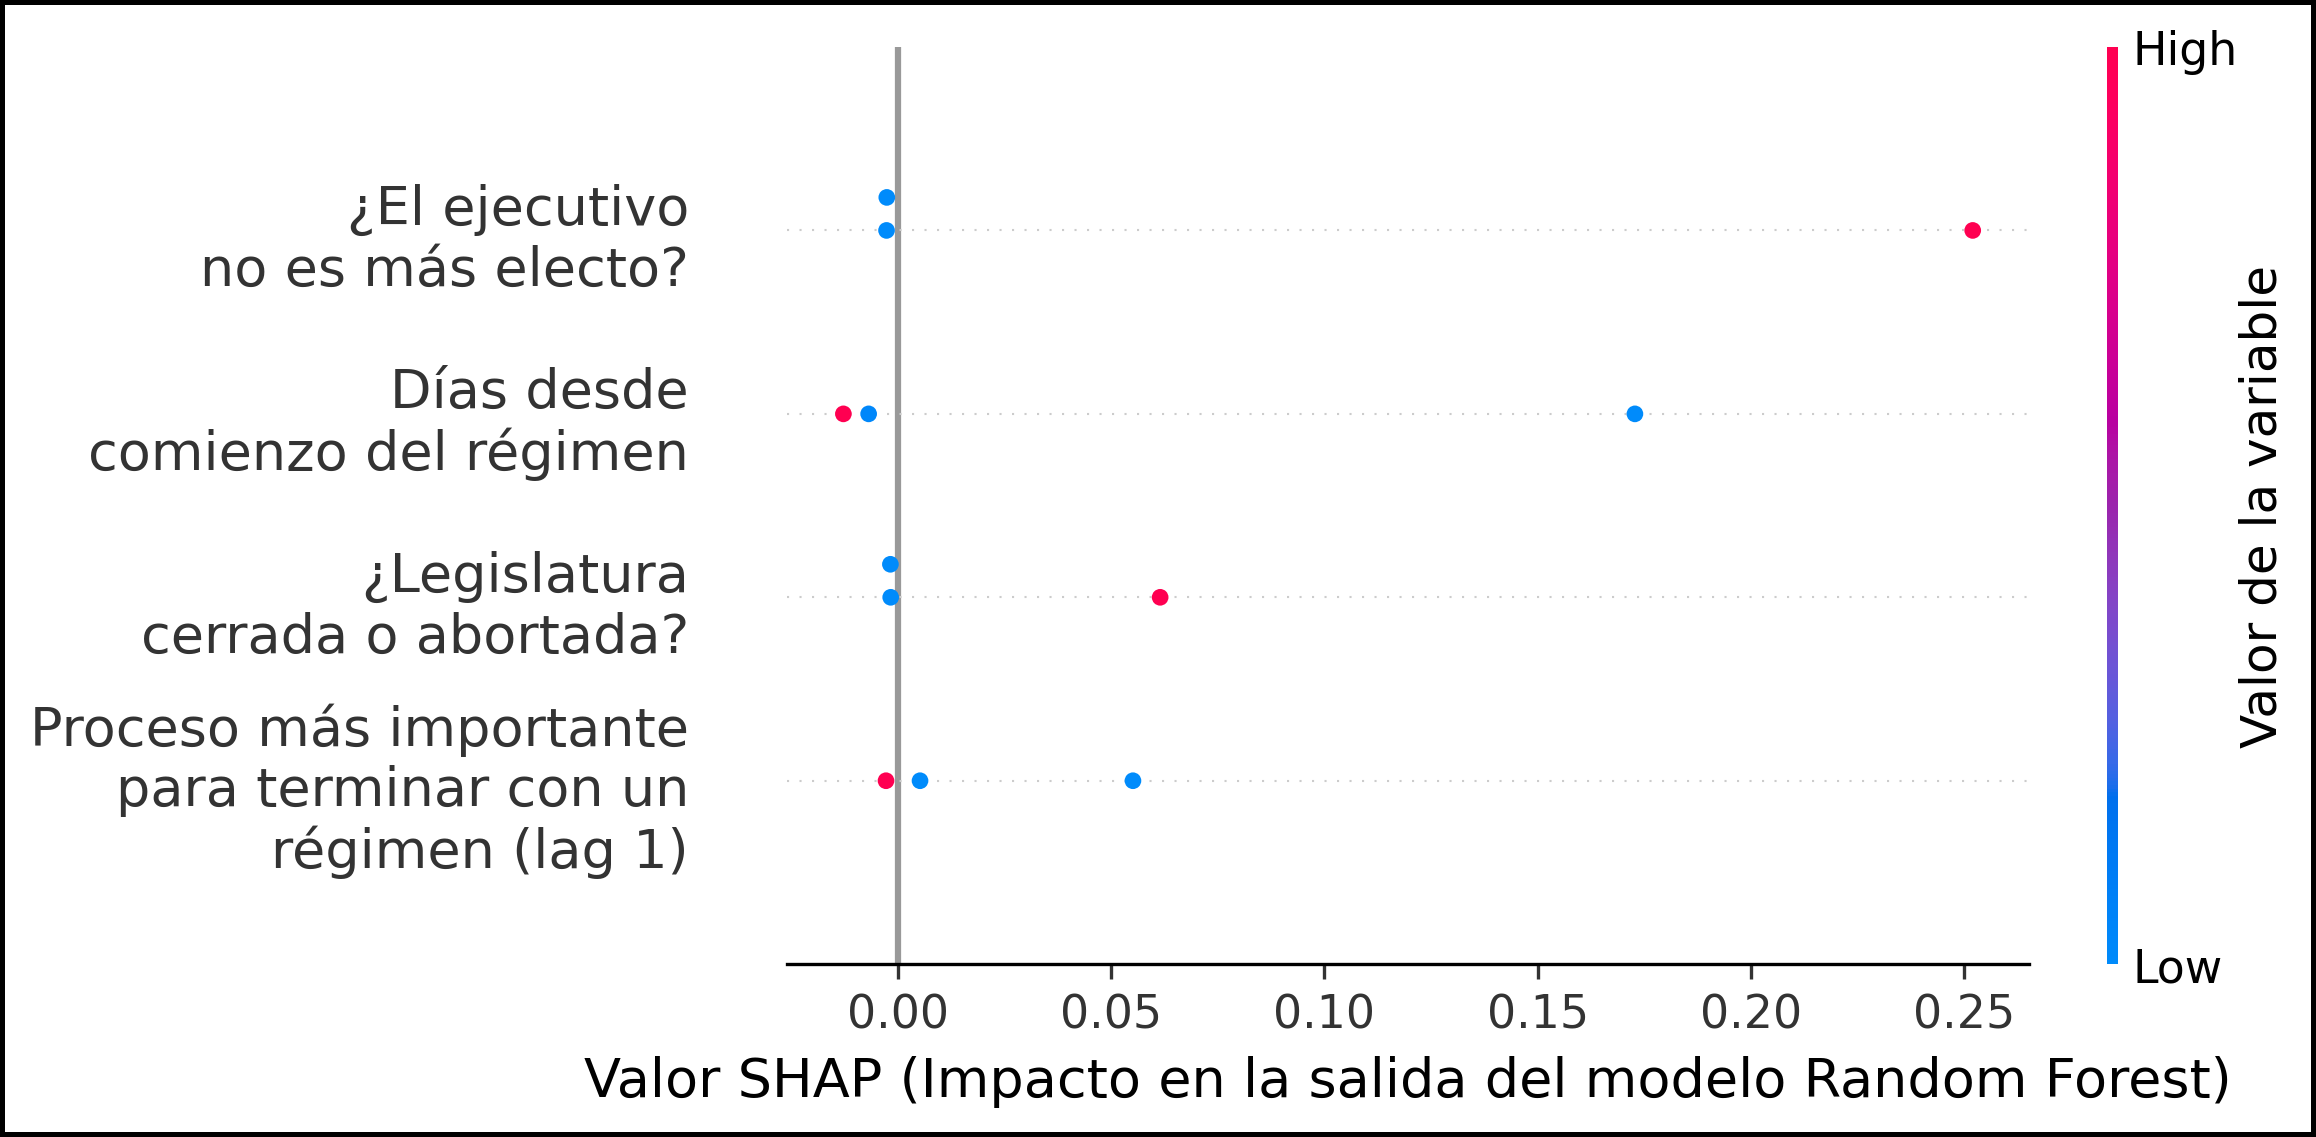 High
¿El ejecutivo
no es más electo?
Días desde
comienzo del régimen
¿Legislatura
cerrada o abortada?
Proceso más importante
para terminar con un
régimen (lag 1)
Valor de la variable
Low
0.00 0.05 0.10 0.15 0.20 0.25
Valor SHAP (Impacto en la salida del modelo Random Forest)